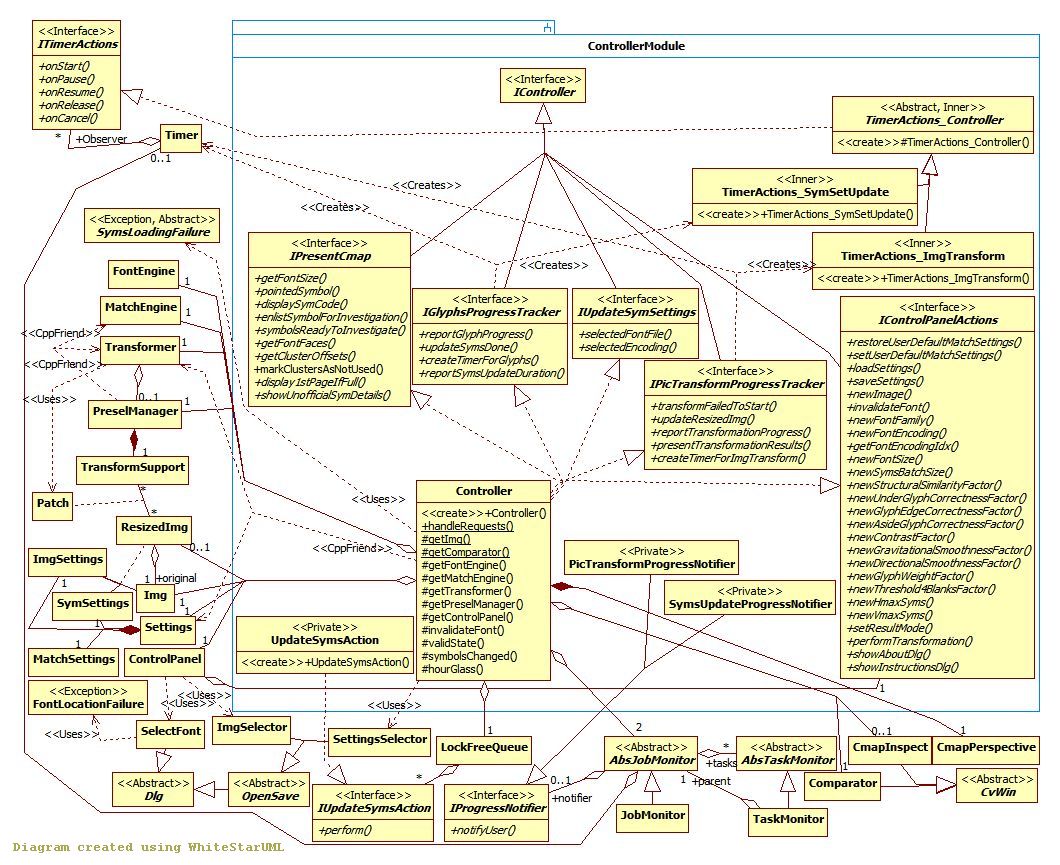 ControllerModule
<<Interface>>
ITimerActions
+onStart()
+onPause()
+onResume()
+onRelease()
+onCancel()
<<Interface>>
IController
<<Abstract, Inner>>
TimerActions_Controller
<<create>>#TimerActions_Controller()
*
+Observer
Timer
0..1
<<Creates>>
<<Inner>>
TimerActions_SymSetUpdate
<<create>>+TimerActions_SymSetUpdate()
<<Creates>>
<<Exception, Abstract>>
SymsLoadingFailure
<<Interface>>
IPresentCmap
+getFontSize()
+pointedSymbol()
+displaySymCode()
+enlistSymbolForInvestigation()
+symbolsReadyToInvestigate()
+getFontFaces()
+getClusterOffsets()
+markClustersAsNotUsed()
+display1stPageIfFull()
+showUnofficialSymDetails()
<<Inner>>
TimerActions_ImgTransform
<<create>>+TimerActions_ImgTransform()
<<Creates>>
<<Creates>>
FontEngine
1
MatchEngine
1
<<Interface>>
IGlyphsProgressTracker
+reportGlyphProgress()
+updateSymsDone()
+createTimerForGlyphs()
+reportSymsUpdateDuration()
<<Interface>>
IUpdateSymSettings
+selectedFontFile()
+selectedEncoding()
<<Interface>>
IControlPanelActions
+restoreUserDefaultMatchSettings()
+setUserDefaultMatchSettings()
+loadSettings()
+saveSettings()
+newImage()
+invalidateFont()
+newFontFamily()
+newFontEncoding()
+getFontEncodingIdx()
+newFontSize()
+newSymsBatchSize()
+newStructuralSimilarityFactor()
+newUnderGlyphCorrectnessFactor()
+newGlyphEdgeCorrectnessFactor()
+newAsideGlyphCorrectnessFactor()
+newContrastFactor()
+newGravitationalSmoothnessFactor()
+newDirectionalSmoothnessFactor()
+newGlyphWeightFactor()
+newThreshold4BlanksFactor()
+newHmaxSyms()
+newVmaxSyms()
+setResultMode()
+performTransformation()
+showAboutDlg()
+showInstructionsDlg()
<<CppFriend>>
Transformer
1
<<CppFriend>>
<<Interface>>
IPicTransformProgressTracker
+transformFailedToStart()
+updateResizedImg()
+reportTransformationProgress()
+presentTransformationResults()
+createTimerForImgTransform()
<<Uses>>
0..1
PreselManager
1
TransformSupport
*
Patch
*
ResizedImg
0..1
<<Uses>>
<<CppFriend>>
Controller
<<create>>+Controller()
+handleRequests()
#getImg()
#getComparator()
#getFontEngine()
#getMatchEngine()
#getTransformer()
#getPreselManager()
#getControlPanel()
#invalidateFont()
#validState()
#symbolsChanged()
#hourGlass()
<<Private>>
PicTransformProgressNotifier
<<Private>>
SymsUpdateProgressNotifier
ImgSettings
1
1
+original
Img
1
SymSettings
1
1
Settings
MatchSettings
1
ControlPanel
1
<<Private>>
UpdateSymsAction
<<create>>+UpdateSymsAction()
1
<<Exception>>
FontLocationFailure
<<Uses>>
<<Uses>>
<<Uses>>
<<Uses>>
SelectFont
ImgSelector
SettingsSelector
1
LockFreeQueue
*
2
<<Abstract>>
AbsJobMonitor
*
+tasks
1
+parent
<<Abstract>>
AbsTaskMonitor
0..1
CmapInspect
1
CmapPerspective
1
Comparator
<<Abstract>>
CvWin
<<Abstract>>
Dlg
<<Abstract>>
OpenSave
<<Interface>>
IUpdateSymsAction
+perform()
<<Interface>>
IProgressNotifier
+notifyUser()
0..1
+notifier
JobMonitor
TaskMonitor
Diagram created using WhiteStarUML